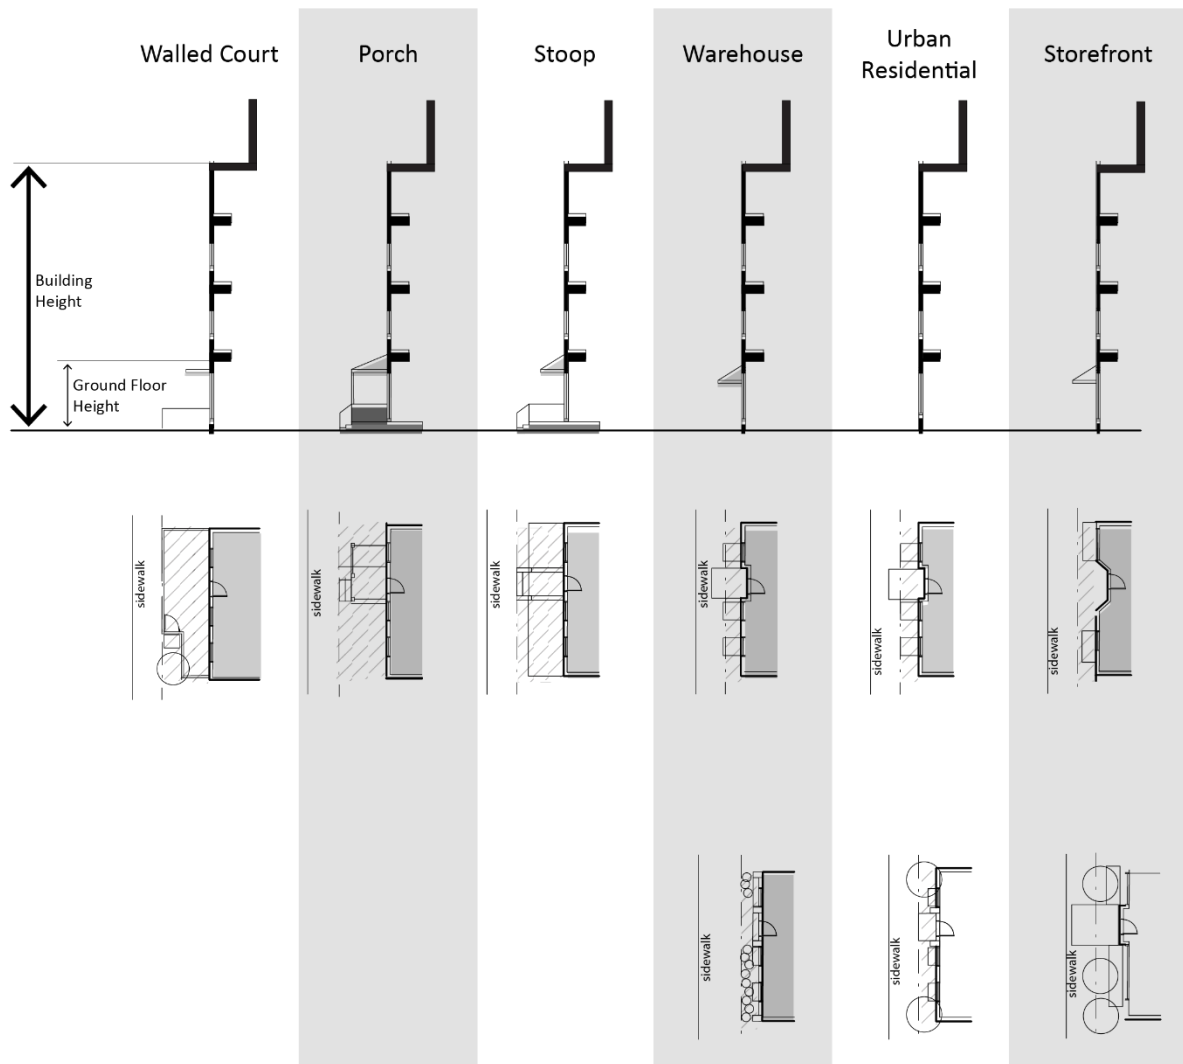 Walled Court
Porch
Stoop
Warehouse
Urban
Residential
Storefront
Building
Height
Ground Floor
Height
sidewalk
sidewalk
sidewalk
sidewalk
sidewalk
sidewalk
sidewalk
sidewalk
sidewalk